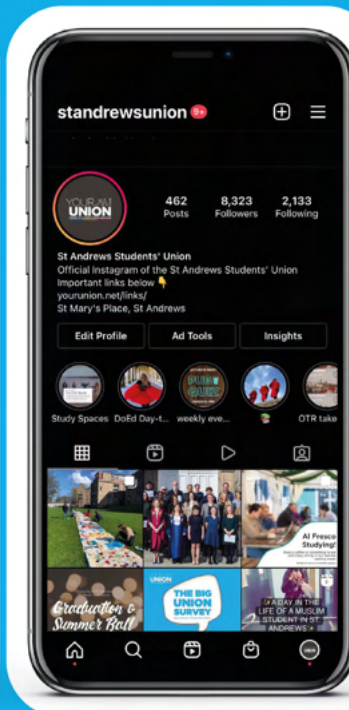 standrewsunion 9+
YOUR
UNION
462 8,323 2,133
Posts Followers Following
St Andrews Students' Union
Official Instagram of the St Andrews Students' Union
Important links below 👇
yourunion.net/links/
St Mary's Place, St Andrews
Edit Profile Ad Tools Insights
PUB
QUIZ
Study Spaces DoEd Day-t... weekly eve... 📚 OTR take
Al Fresco
Studying!
Graduation &
Summer Ball
UNION
THE BIG
UNION
SURVEY
A DAY IN THE
LIFE OF A MUSLIM
STUDENT IN ST
ANDREWS